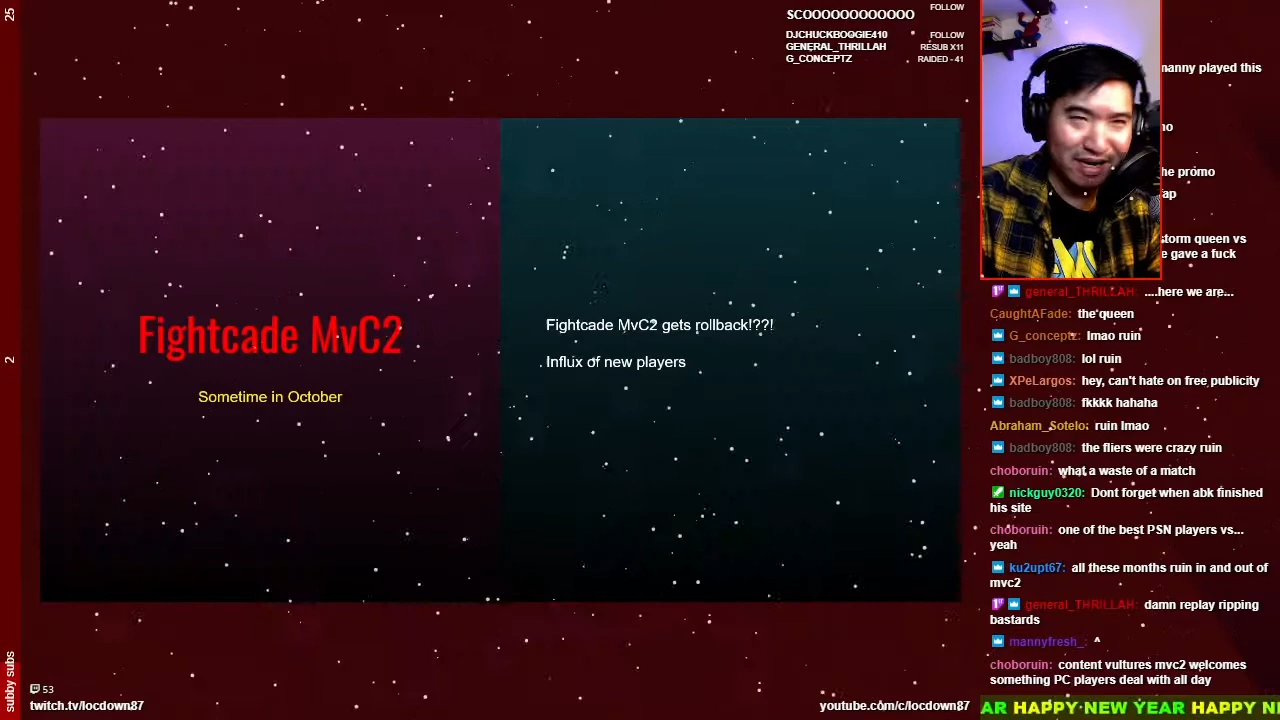 25
2
subby subs
SCOOOOOOOOOOOO FOLLOW
DJCHUCKBOOGIE410 FOLLOW
GENERAL_THRILLAH RESUB X11
G_CONCEPTZ RAIDED - 41
Fightcade MvC2
Sometime in October
Fightcade MvC2 gets rollback!??!
Influx of new players
manny played this
he promo
storm queen vs
e gave a fuck
general_THRILLAH: ....here we are...
CaughtAFade: the queen
G_conceptz: lmao ruin
badboy808: lol ruin
XPeLargos: hey, can't hate on free publicity
badboy808: fkkkk hahaha
Abraham_Sotelo: ruin lmao
badboy808: the fliers were crazy ruin
choboruin: what a waste of a match
nickguy0320: Dont forget when abk finished
his site
choboruin: one of the best PSN players vs...
yeah
ku2upt67: all these months ruin in and out of
mvc2
general_THRILLAH: damn replay ripping
bastards
mannyfresh_: ^
choboruin: content vultures mvc2 welcomes
something PC players deal with all day
53
twitch.tv/locdown87
youtube.com/c/locdown87
AR HAPPY NEW YEAR HAPPY NE